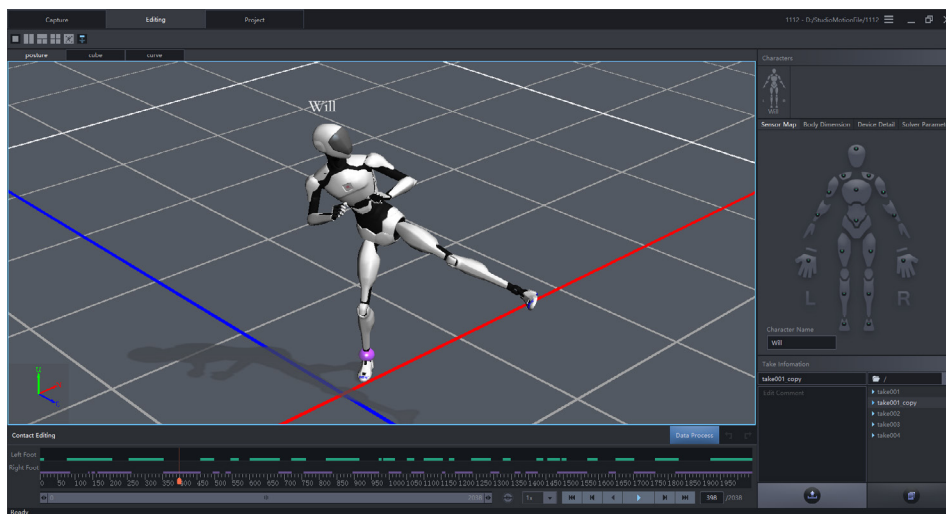 Capture Editing Project 1112 - D:/StudioMotionFile/1112
posture cube curve
Characters
Will
Will
Sensor Map Body Dimension Device Detail Solver Paramet
L R
Character Name
Will
Take Infomation
take001_copy /
Edit Comment
take001
take001_copy
take002
take003
take004
Contact Editing Data Process
Left Foot
Right Foot
0 50 100 150 200 250 300 350 400 450 500 550 600 650 700 750 800 850 900 950 1000 1050 1100 1150 1200 1250 1300 1350 1400 1450 1500 1550 1600 1650 1700 1750 1800 1850 1900 1950
2038 1x 398 /2038
Ready